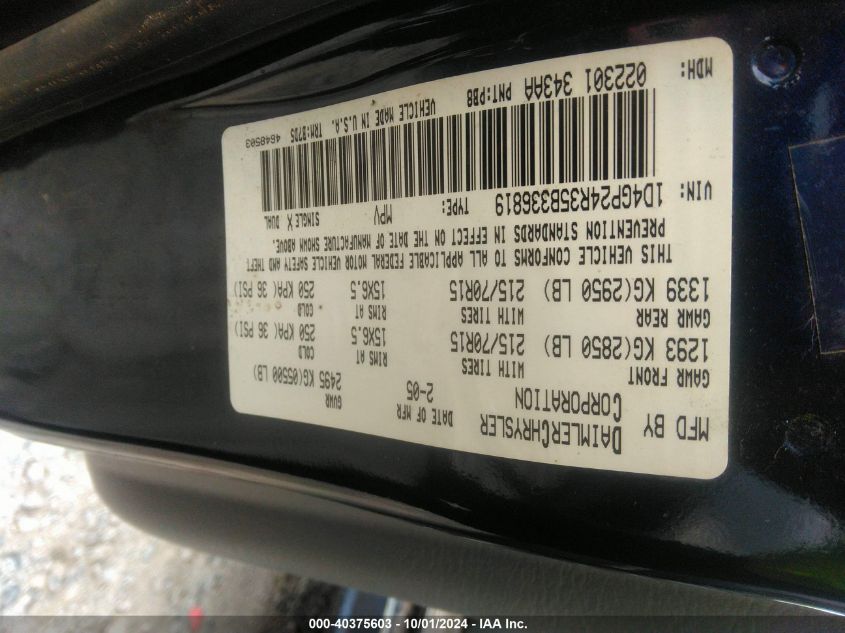 MFD BY DAIMLERCHRYSLER CORPORATION
DATE OF MFR 2-05
GVWR 2495 KG(05500 LB)
GAWR FRONT WITH TIRES RIMS AT COLD
1293 KG(2850 LB) 215/70R15 15X6.5 250 KPA(36 PSI)
GAWR REAR WITH TIRES RIMS AT COLD
1339 KG(2950 LB) 215/70R15 15X6.5 250 KPA(36 PSI)
THIS VEHICLE CONFORMS TO ALL APPLICABLE FEDERAL MOTOR VEHICLE SAFETY AND THEFT
PREVENTION STANDARDS IN EFFECT ON THE DATE OF MANUFACTURE SHOWN ABOVE.
VIN: 1D4GP24R35B336819 TYPE: MPV SINGLE X DUAL
MDH: 022301 343AA PNT:PB8 VEHICLE MADE IN U.S.A. TRM:B7D5 4648503
000-40375603 - 10/01/2024 - IAA Inc.